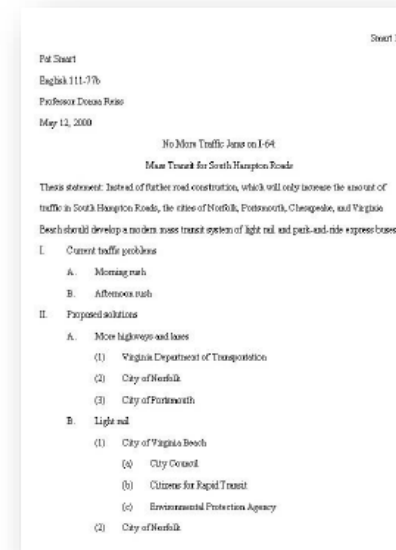 Smart 1
Pat Smart
English 111-77b
Professor Donna Reiss
May 12, 2000
No More Traffic Jams on I-64:
Mass Transit for South Hampton Roads
Thesis statement: Instead of further road construction, which will only increase the amount of
traffic in South Hampton Roads, the cities of Norfolk, Portsmouth, Chesapeake, and Virginia
Beach should develop a modern mass transit system of light rail and park-and-ride express buses.
I. Current traffic problems
A. Morning rush
B. Afternoon rush
II. Proposed solutions
A. More highways and lanes
(1) Virginia Department of Transportation
(2) City of Norfolk
(3) City of Portsmouth
B. Light rail
(1) City of Virginia Beach
(a) City Council
(b) Citizens for Rapid Transit
(c) Environmental Protection Agency
(2) City of Norfolk